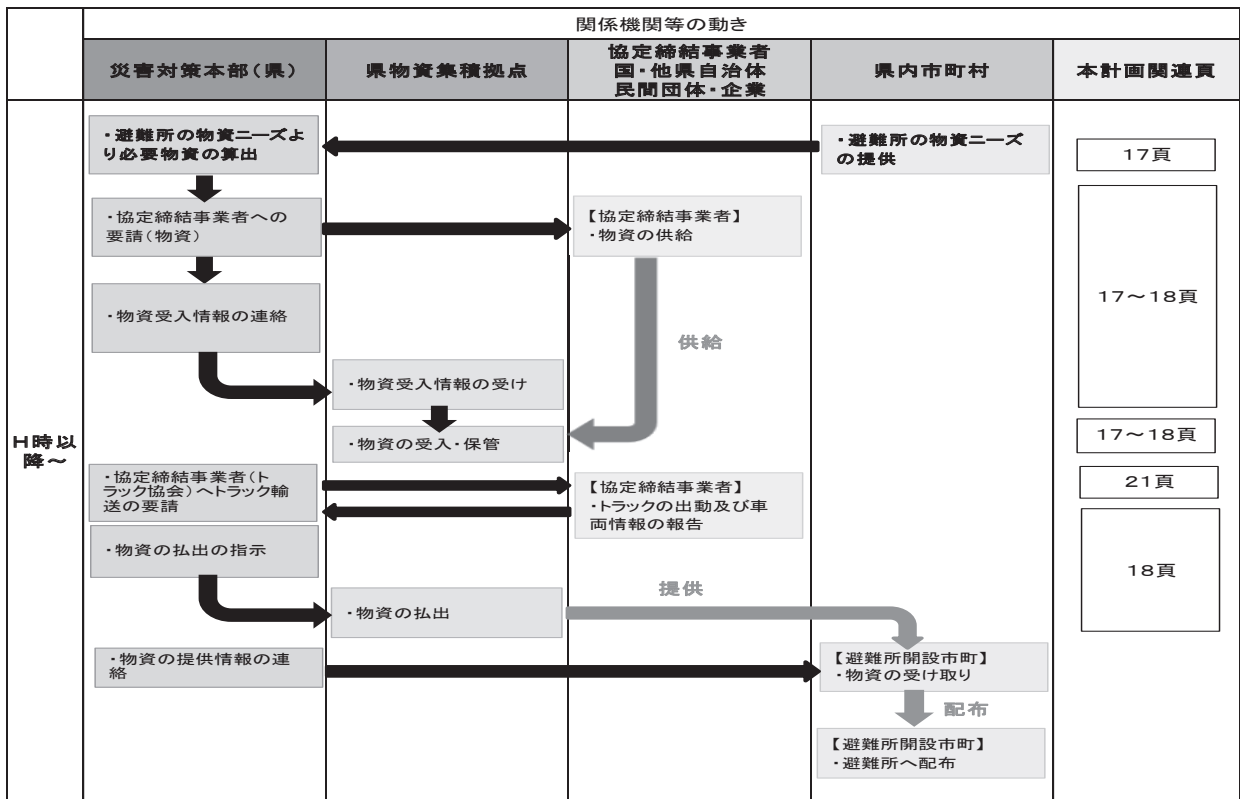 関係機関等の動き
災害対策本部(県)
県物資集積拠点
協定締結事業者
国・他県自治体
民間団体・企業
県内市町村
本計画関連頁
H時以
降～
・避難所の物資ニーズよ
り必要物資の算出
・避難所の物資ニーズ
の提供
17頁
・協定締結事業者への
要請(物資)
【協定締結事業者】
・物資の供給
・物資受入情報の連絡
17～18頁
供給
・物資受入情報の受け
・物資の受入・保管
17～18頁
・協定締結事業者(ト
ラック協会)へトラック輸
送の要請
【協定締結事業者】
・トラックの出動及び車
両情報の報告
21頁
・物資の払出の指示
18頁
提供
・物資の払出
・物資の提供情報の連
絡
【避難所開設市町】
・物資の受け取り
配布
【避難所開設市町】
・避難所へ配布